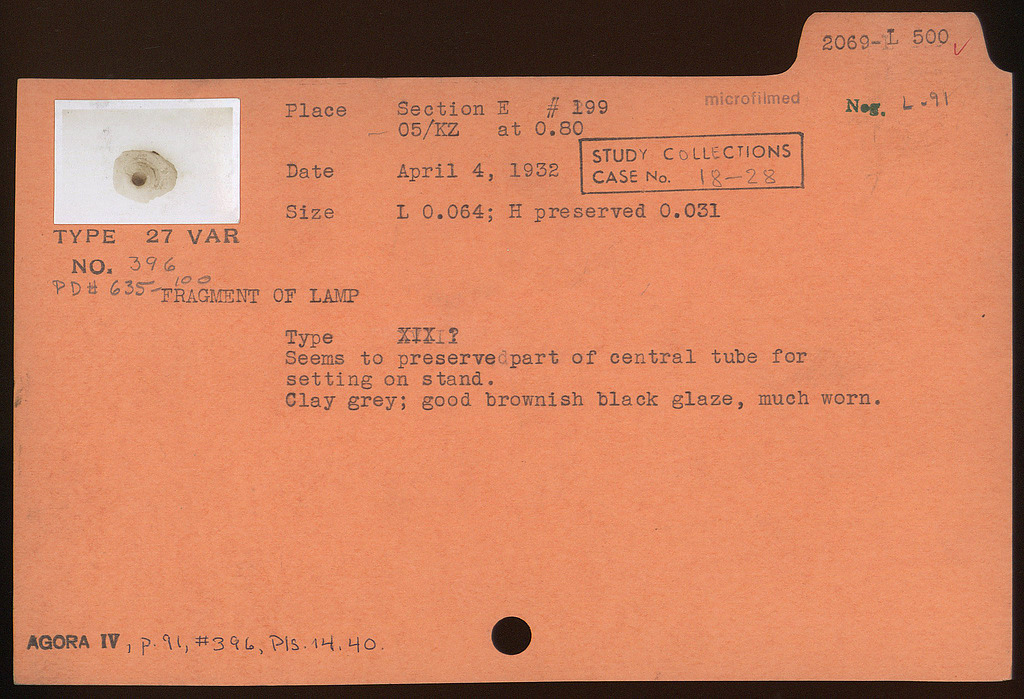 2069-L 500 ✓
microfilmed
Neg. L-91
Place Section E # 199
05/KZ at 0.80
STUDY COLLECTIONS
CASE No. 18-28
Date April 4, 1932
Size L 0.064; H preserved 0.031
TYPE 27 VAR
NO. 396
PD# 635-100
FRAGMENT OF LAMP
Type XIX ?
Seems to preserve part of central tube for
setting on stand.
Clay grey; good brownish black glaze, much worn.
AGORA IV, p. 91, #396, Pls. 14, 40.